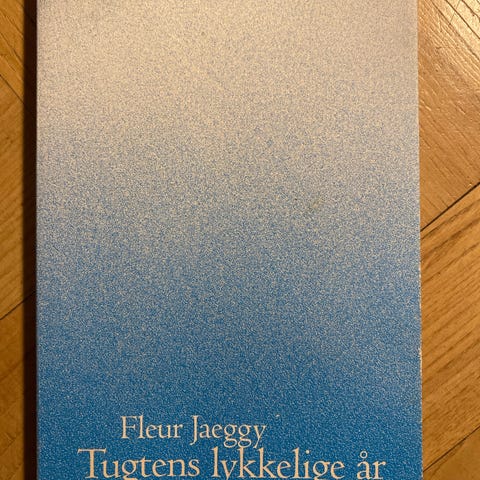 Fleur Jaeggy
Tugtens lykkelige år